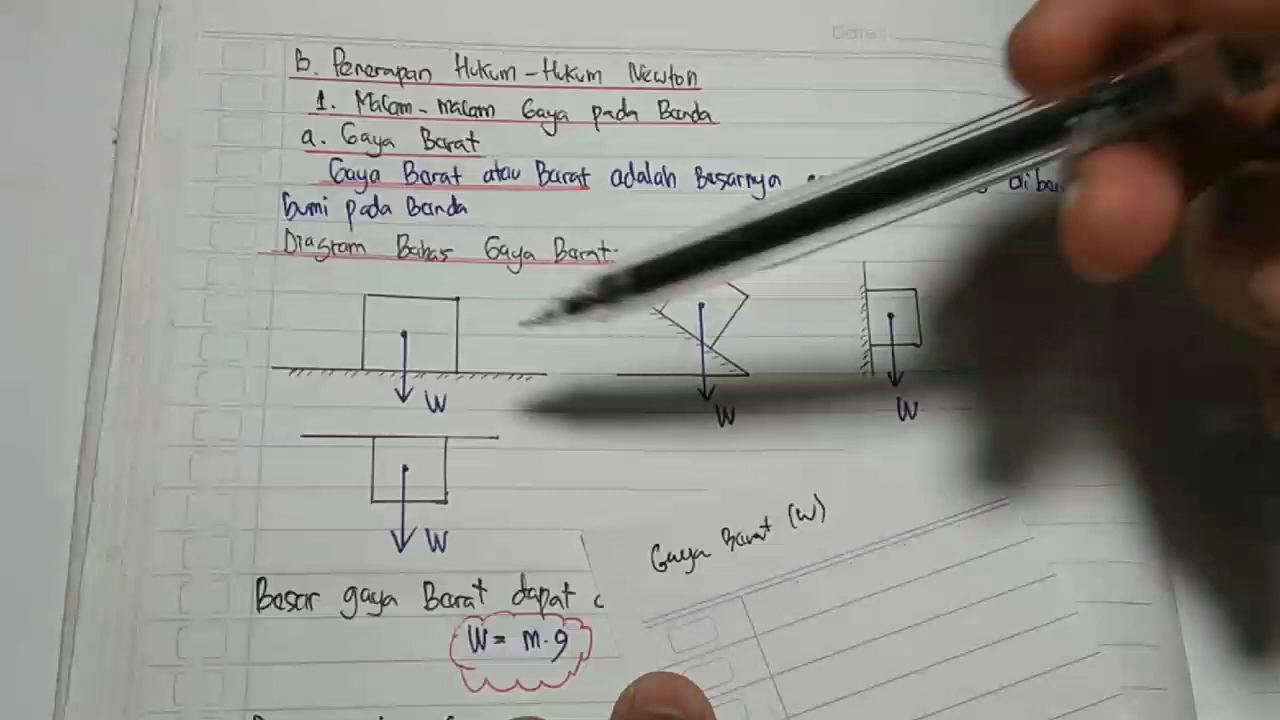 Date :
B. Penerapan Hukum-Hukum Newton
1. Macam-macam Gaya pada Benda
a. Gaya Berat
Gaya Berat atau Berat adalah Besarnya
Bumi pada Benda
Diagram Bebas Gaya Berat.
W
W
W
W
Gaya Berat (W)
Besar gaya Berat dapat
W = m.g